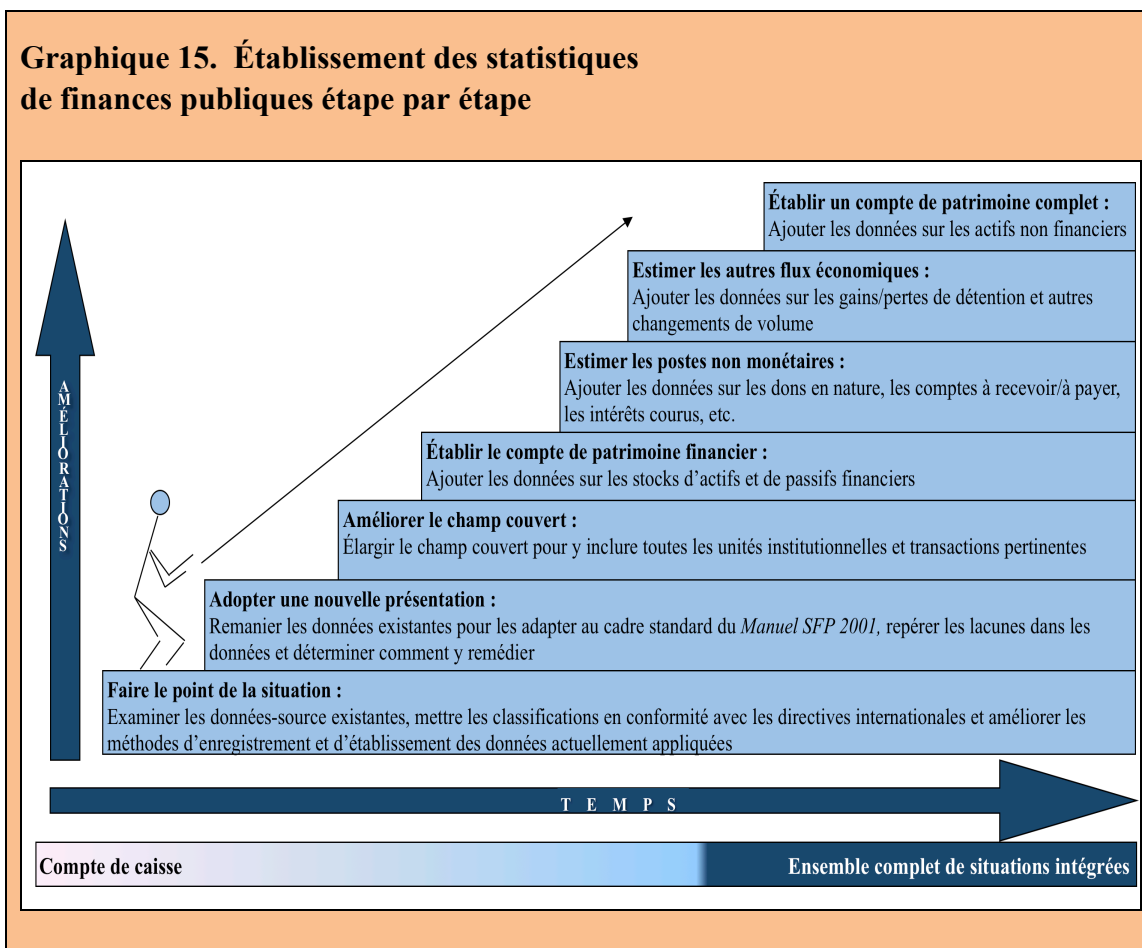 Graphique 15. Établissement des statistiques
de finances publiques étape par étape
Établir un compte de patrimoine complet :
Ajouter les données sur les actifs non financiers
Estimer les autres flux économiques :
Ajouter les données sur les gains/pertes de détention et autres
changements de volume
Estimer les postes non monétaires :
Ajouter les données sur les dons en nature, les comptes à recevoir/à payer,
les intérêts courus, etc.
Établir le compte de patrimoine financier :
Ajouter les données sur les stocks d'actifs et de passifs financiers
Améliorer le champ couvert :
Élargir le champ couvert pour y inclure toutes les unités institutionnelles et transactions pertinentes
Adopter une nouvelle présentation :
Remanier les données existantes pour les adapter au cadre standard du Manuel SFP 2001, repérer les lacunes dans les
données et déterminer comment y remédier
Faire le point de la situation :
Examiner les données-source existantes, mettre les classifications en conformité avec les directives internationales et améliorer les
méthodes d'enregistrement et d'établissement des données actuellement appliquées
AMÉLIORATIONS
TEMPS
Compte de caisse
Ensemble complet de situations intégrées